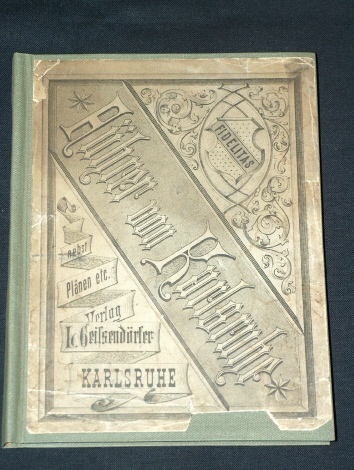 FIDELITAS
Führer von Karlsruhe
nebst
Plänen etc.
Verlag
L. Geissendörfer
KARLSRUHE